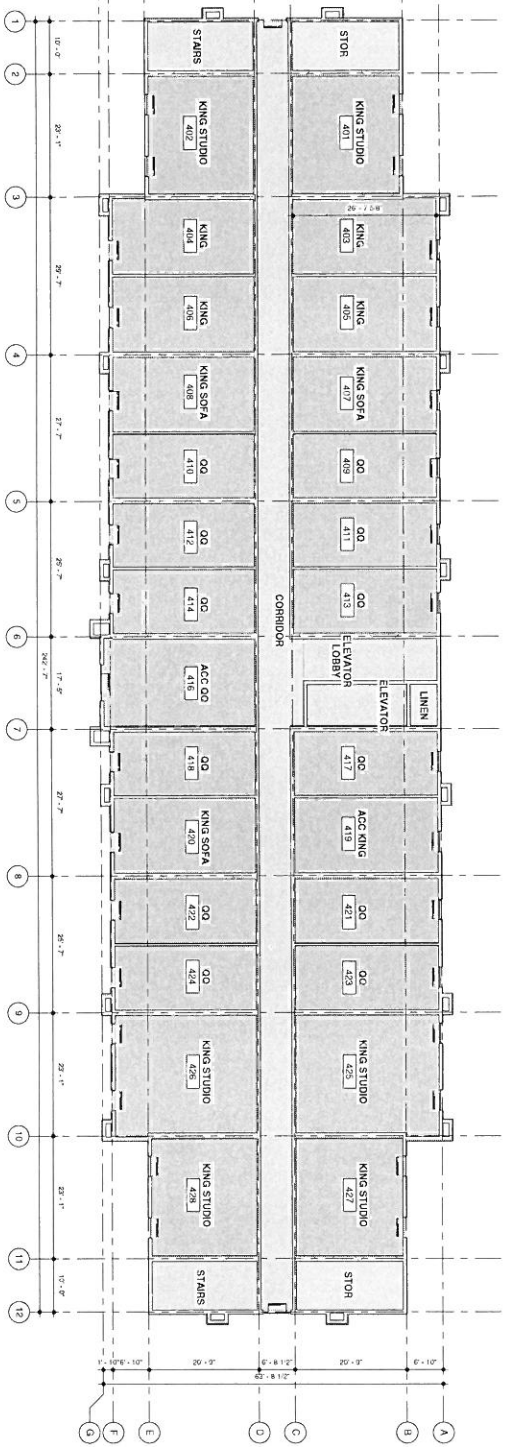 1
10' - 0"
2
23' - 1"
3
29' - 7"
4
27' - 7"
5
25' - 7"
6
17' - 5"
7
27' - 7"
8
25' - 7"
9
23' - 1"
10
23' - 1"
11
10' - 0"
12
242' - 7"
STOR
KING STUDIO
401
KING
403
KING
405
KING SOFA
407
QQ
409
QQ
411
QQ
413
ELEVATOR
LOBBY
ELEVATOR
LINEN
QQ
417
ACC KING
419
QQ
421
QQ
423
KING STUDIO
425
KING STUDIO
427
STOR
26' - 7 5/8"
CORRIDOR
STAIRS
KING STUDIO
402
KING
404
KING
406
KING SOFA
408
QQ
410
QQ
412
QQ
414
ACC QQ
416
QQ
418
KING SOFA
420
QQ
422
QQ
424
KING STUDIO
426
KING STUDIO
428
STAIRS
6' - 10"
20' - 9"
6' - 8 1/2"
20' - 9"
6' - 10"
1' - 10"
63' - 8 1/2"
A
B
C
D
E
F
G